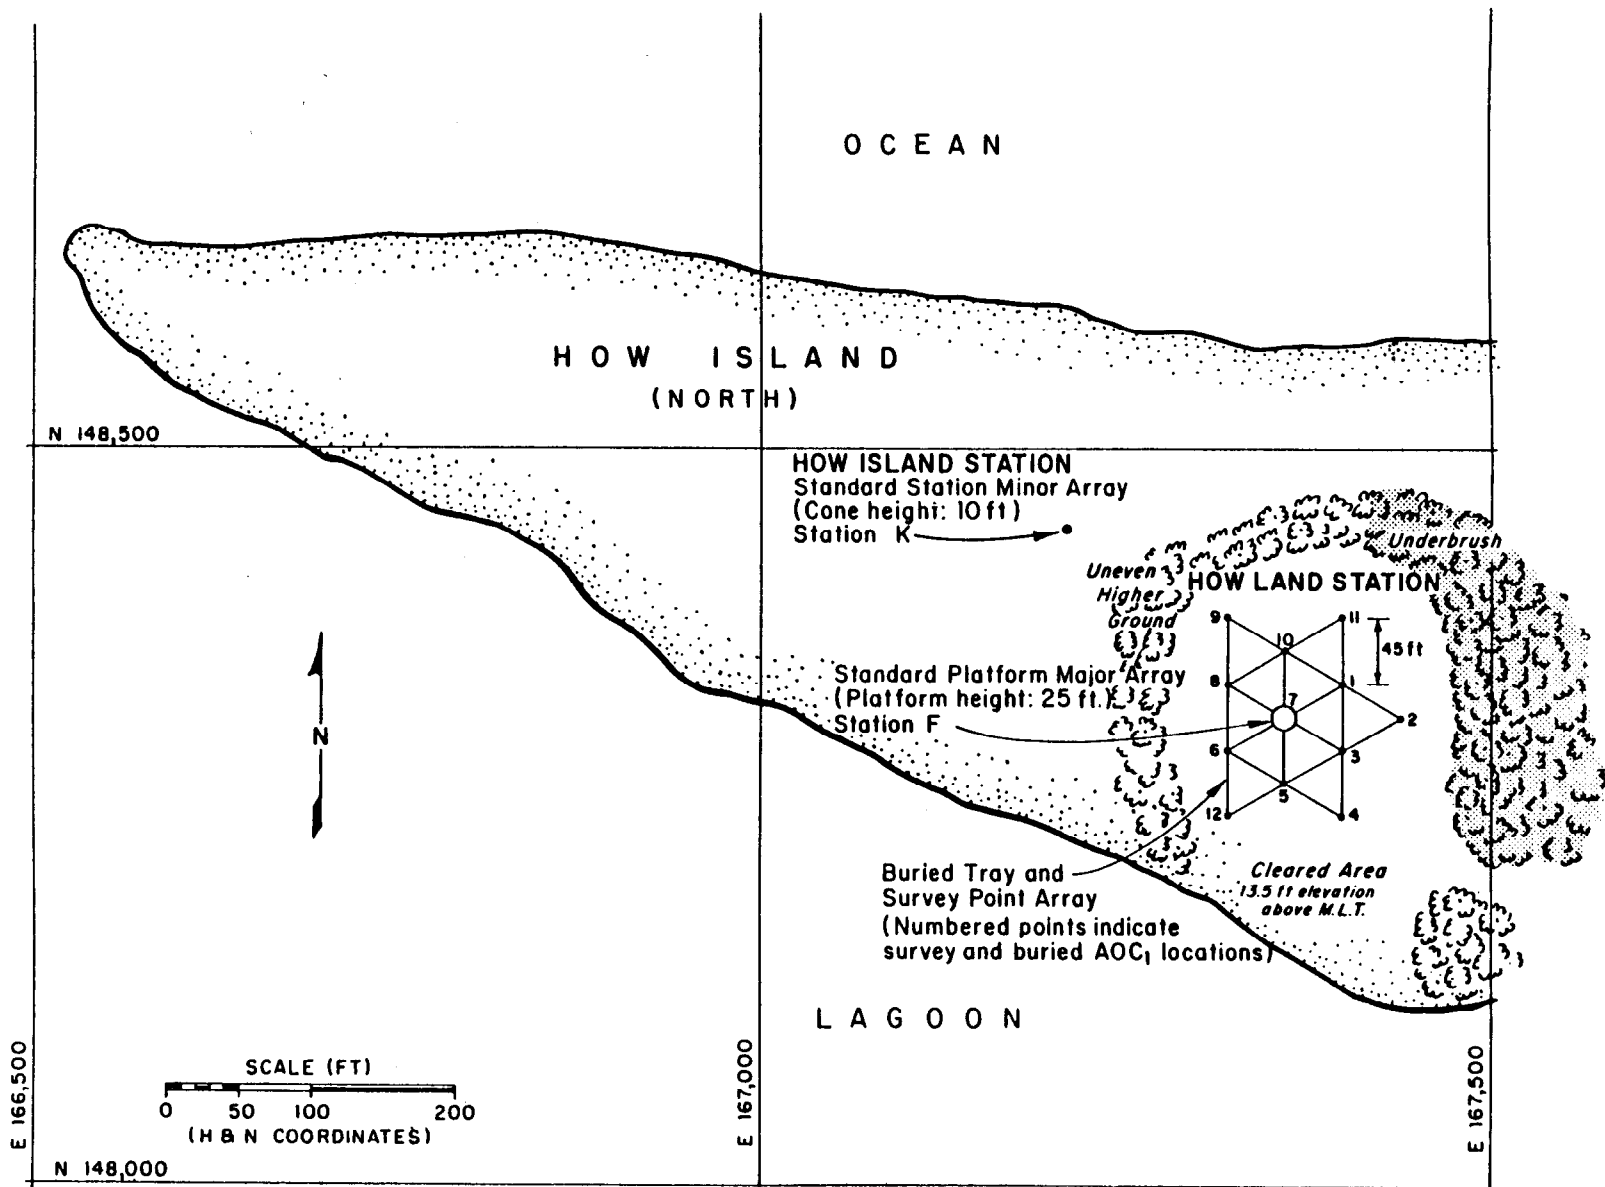 OCEAN
HOW ISLAND
(NORTH)
N 148,500
HOW ISLAND STATION
Standard Station Minor Array
(Cone height: 10 ft)
Station K
Underbrush
Uneven
Higher
Ground
HOW LAND STATION
9
11
10
45 ft
8
1
7
2
6
3
5
12
4
Standard Platform Major Array
(Platform height: 25 ft.)
Station F
N
Buried Tray and
Survey Point Array
(Numbered points indicate
survey and buried AOC₁ locations)
Cleared Area
13.5 ft elevation
above M.L.T.
LAGOON
SCALE (FT)
0 50 100 200
(H & N COORDINATES)
E 166,500
E 167,000
E 167,500
N 148,000